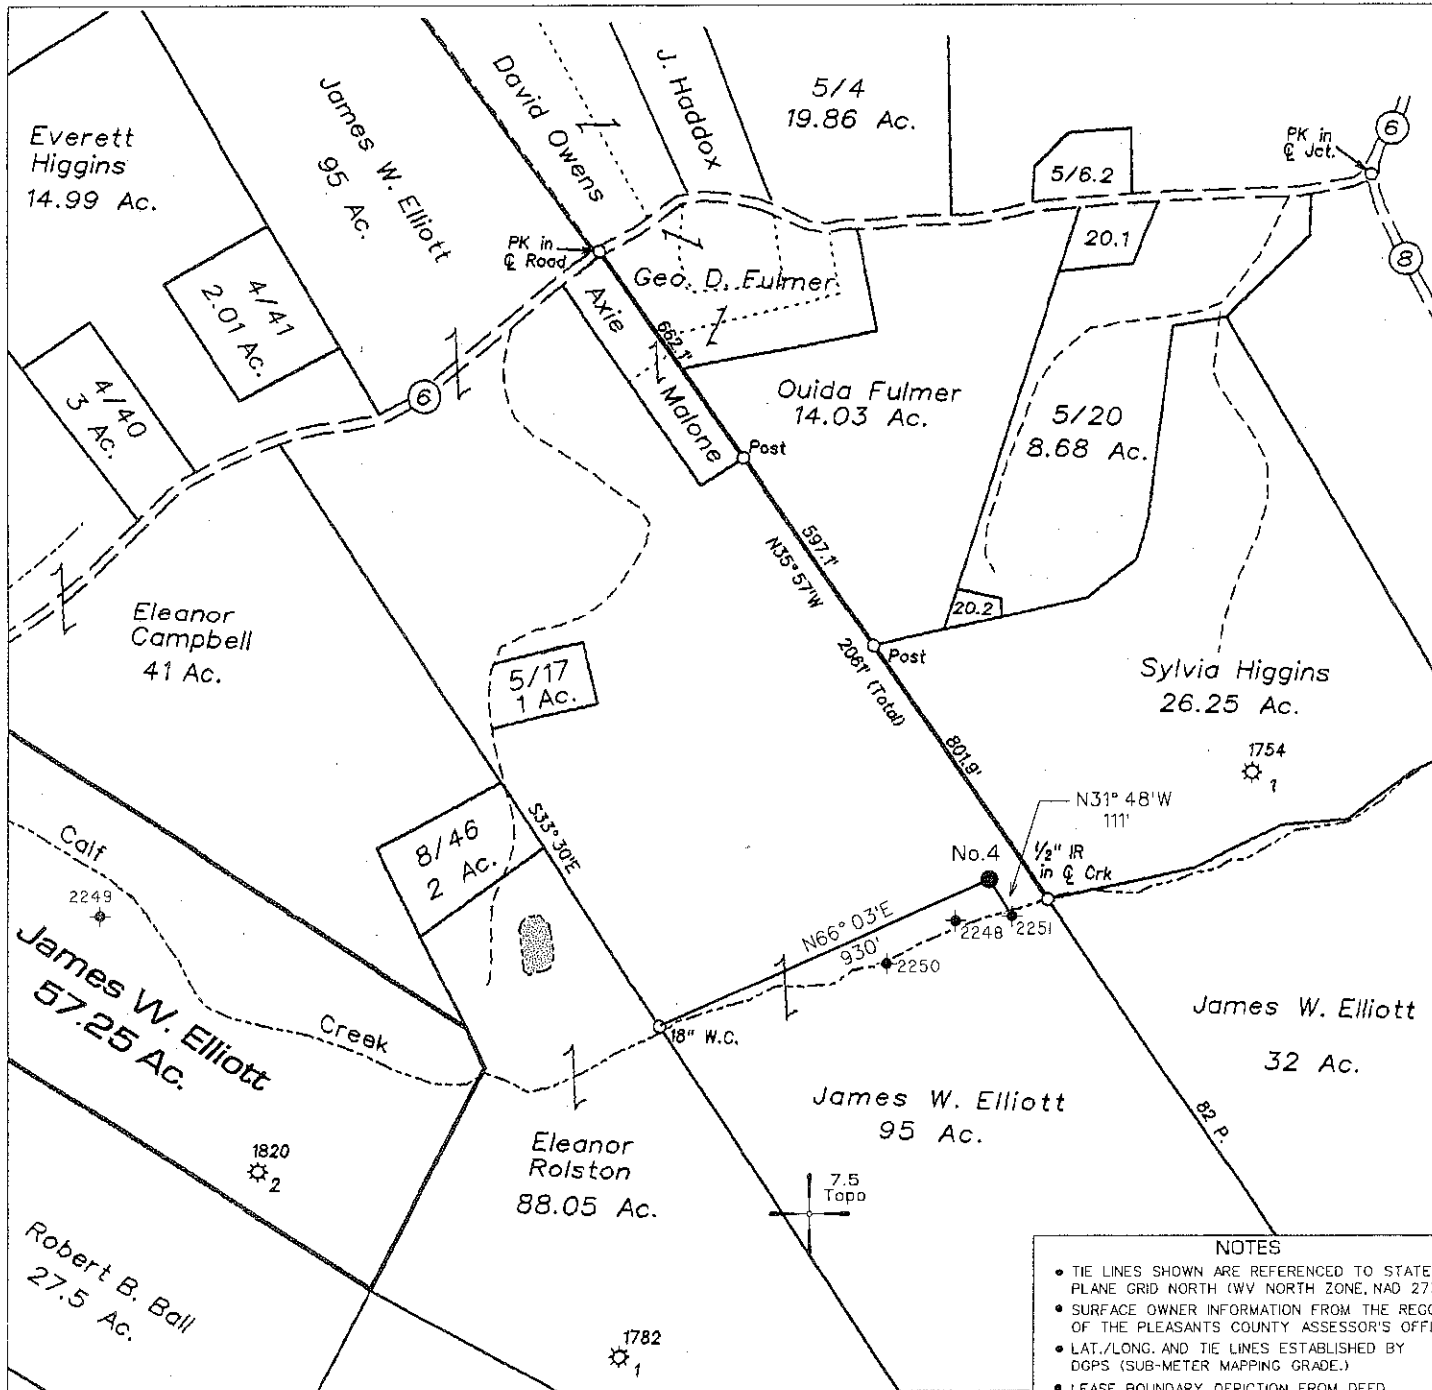 Everett
Higgins
14.99 Ac.
James W. Elliott
95 Ac.
David Owens
J. Haddox
5/4
19.86 Ac.
PK in
℄ Jct.
6
5/6.2
8
20.1
PK in
℄ Road
Geo. D. Fulmer
4/41
2.01 Ac.
Axie
Malone
662.1'
4/40
3 Ac.
6
Ouida Fulmer
14.03 Ac.
5/20
8.68 Ac.
Post
597.1'
N35°57'W
20.2
Eleanor
Campbell
41 Ac.
5/17
1 Ac.
2061' (Total)
Post
Sylvia Higgins
26.25 Ac.
801.9'
1754
1
N31° 48'W
111'
S33°30'E
8/46
2 Ac.
Calf
Creek
2249
No.4
1/2" IR
in ℄ Crk
N66° 03'E
930'
2248
2251
2250
James W. Elliott
57.25 Ac.
18" W.C.
James W. Elliott
32 Ac.
James W. Elliott
95 Ac.
82 P.
1820
2
Eleanor
Rolston
88.05 Ac.
7.5
Topo
Robert B. Ball
27.5 Ac.
1782
1
NOTES
• TIE LINES SHOWN ARE REFERENCED TO STATE
PLANE GRID NORTH (WV NORTH ZONE, NAD 27
• SURFACE OWNER INFORMATION FROM THE
OF THE PLEASANTS COUNTY ASSESSOR'S
• LAT./LONG. AND TIE LINES ESTABLISHED BY
DGPS (SUB-METER MAPPING GRADE.)
• LEASE BOUNDARY DEPICTION FROM DEED